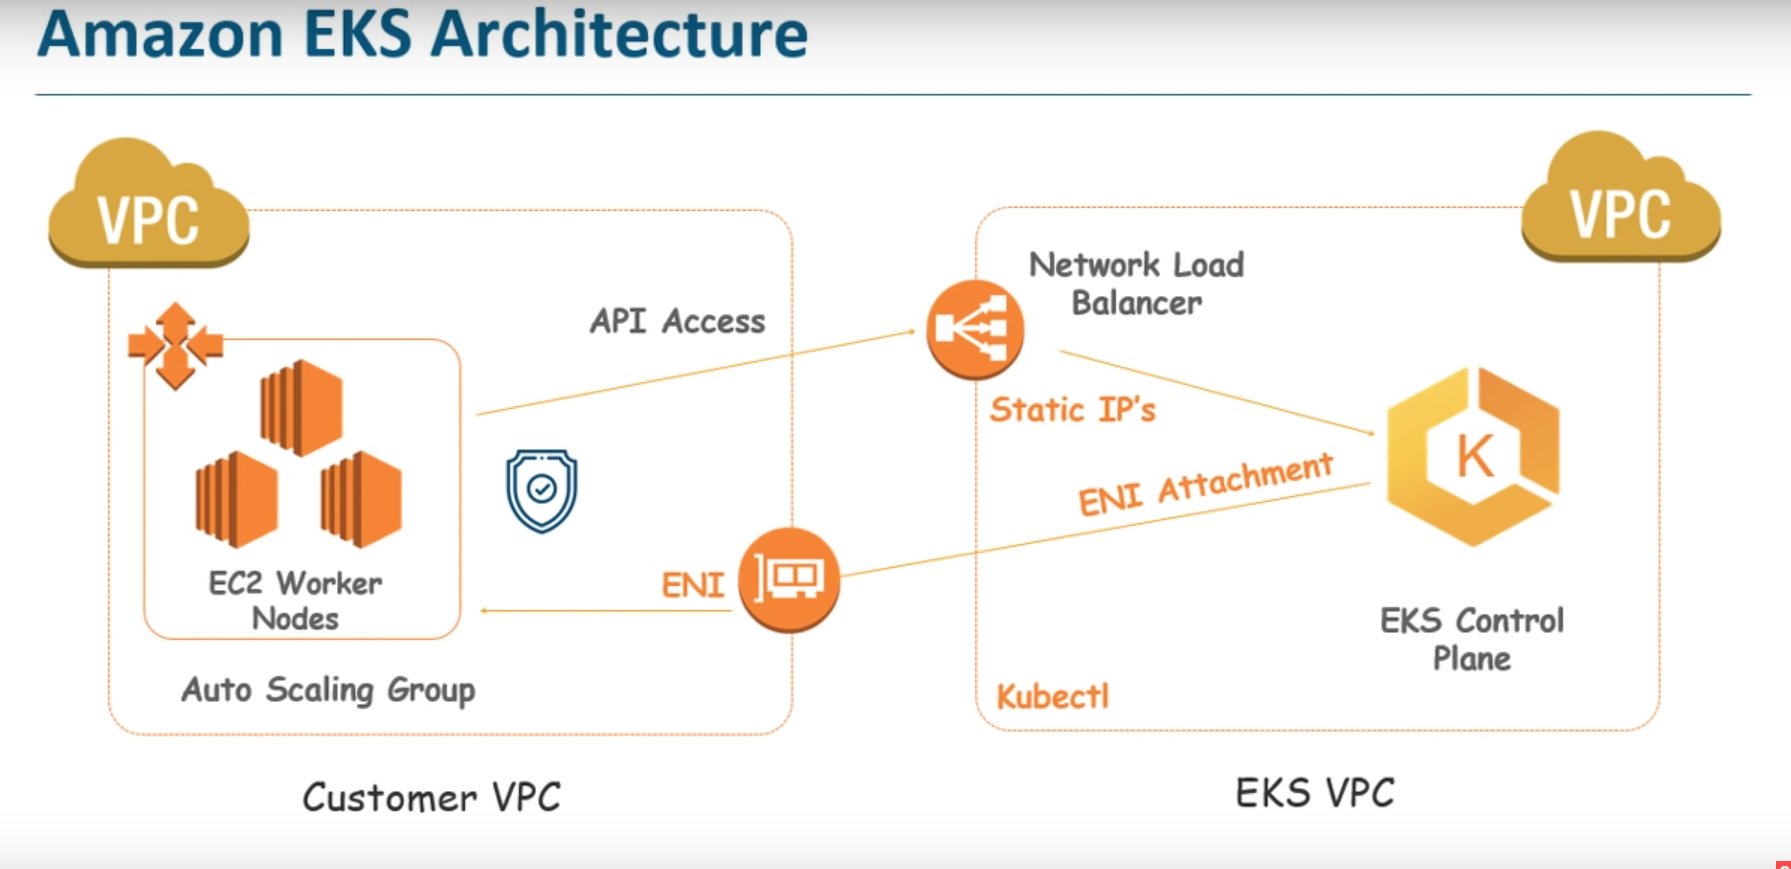 Amazon EKS Architecture
VPC
VPC
Network Load
Balancer
API Access
Static IP's
K
ENI Attachment
ENI
EC2 Worker
Nodes
EKS Control
Plane
Auto Scaling Group
Kubectl
Customer VPC
EKS VPC